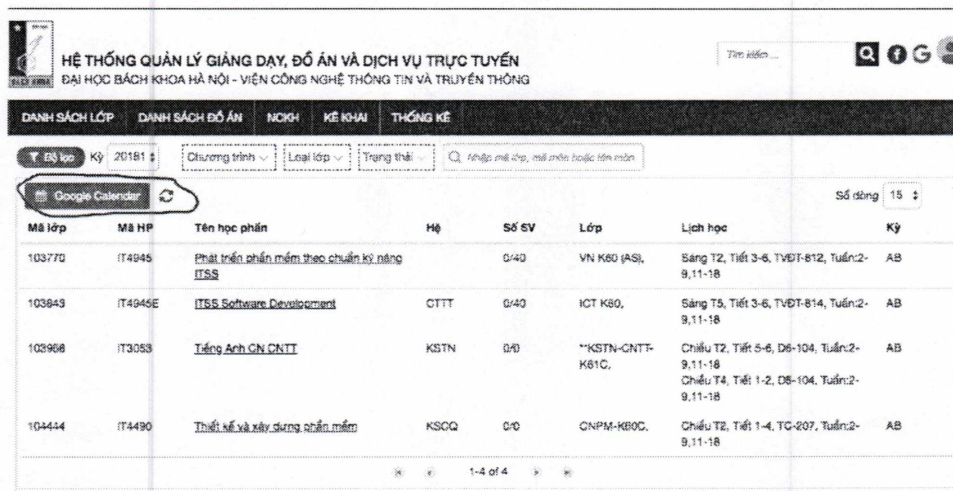 HỆ THỐNG QUẢN LÝ GIẢNG DẠY, ĐỒ ÁN VÀ DỊCH VỤ TRỰC TUYẾN
ĐẠI HỌC BÁCH KHOA HÀ NỘI - VIỆN CÔNG NGHỆ THÔNG TIN VÀ TRUYỀN THÔNG
Tìm kiếm ...
DANH SÁCH LỚP DANH SÁCH ĐỒ ÁN NCKH KÊ KHAI THỐNG KÊ
Bộ lọc Kỳ 20181 Chương trình Loại lớp Trạng thái Nhập mã lớp, mã môn hoặc tên môn
Google Calendar Số dòng 15
Mã lớp Mã HP Tên học phần Hệ Số SV Lớp Lịch học Kỳ
103770 IT4945 Phát triển phần mềm theo chuẩn kỹ năng 0/40 VN K60 (AS), Sáng T2, Tiết 3-6, TVĐT-812, Tuần:2- AB
ITSS 9,11-18
103843 IT4945E ITSS Software Development CTTT 0/40 ICT K60, Sáng T5, Tiết 3-6, TVĐT-814, Tuần:2- AB
9,11-18
103966 IT3053 Tiếng Anh CN CNTT KSTN 0/0 **KSTN-CNTT- Chiều T2, Tiết 5-6, D6-104, Tuần:2- AB
K61C, 9,11-18
Chiều T4, Tiết 1-2, D6-104, Tuần:2-
9,11-18
104444 IT4490 Thiết kế và xây dựng phần mềm KSCQ 0/0 CNPM-K60C, Chiều T2, Tiết 1-4, TC-207, Tuần:2- AB
9,11-18
1-4 of 4